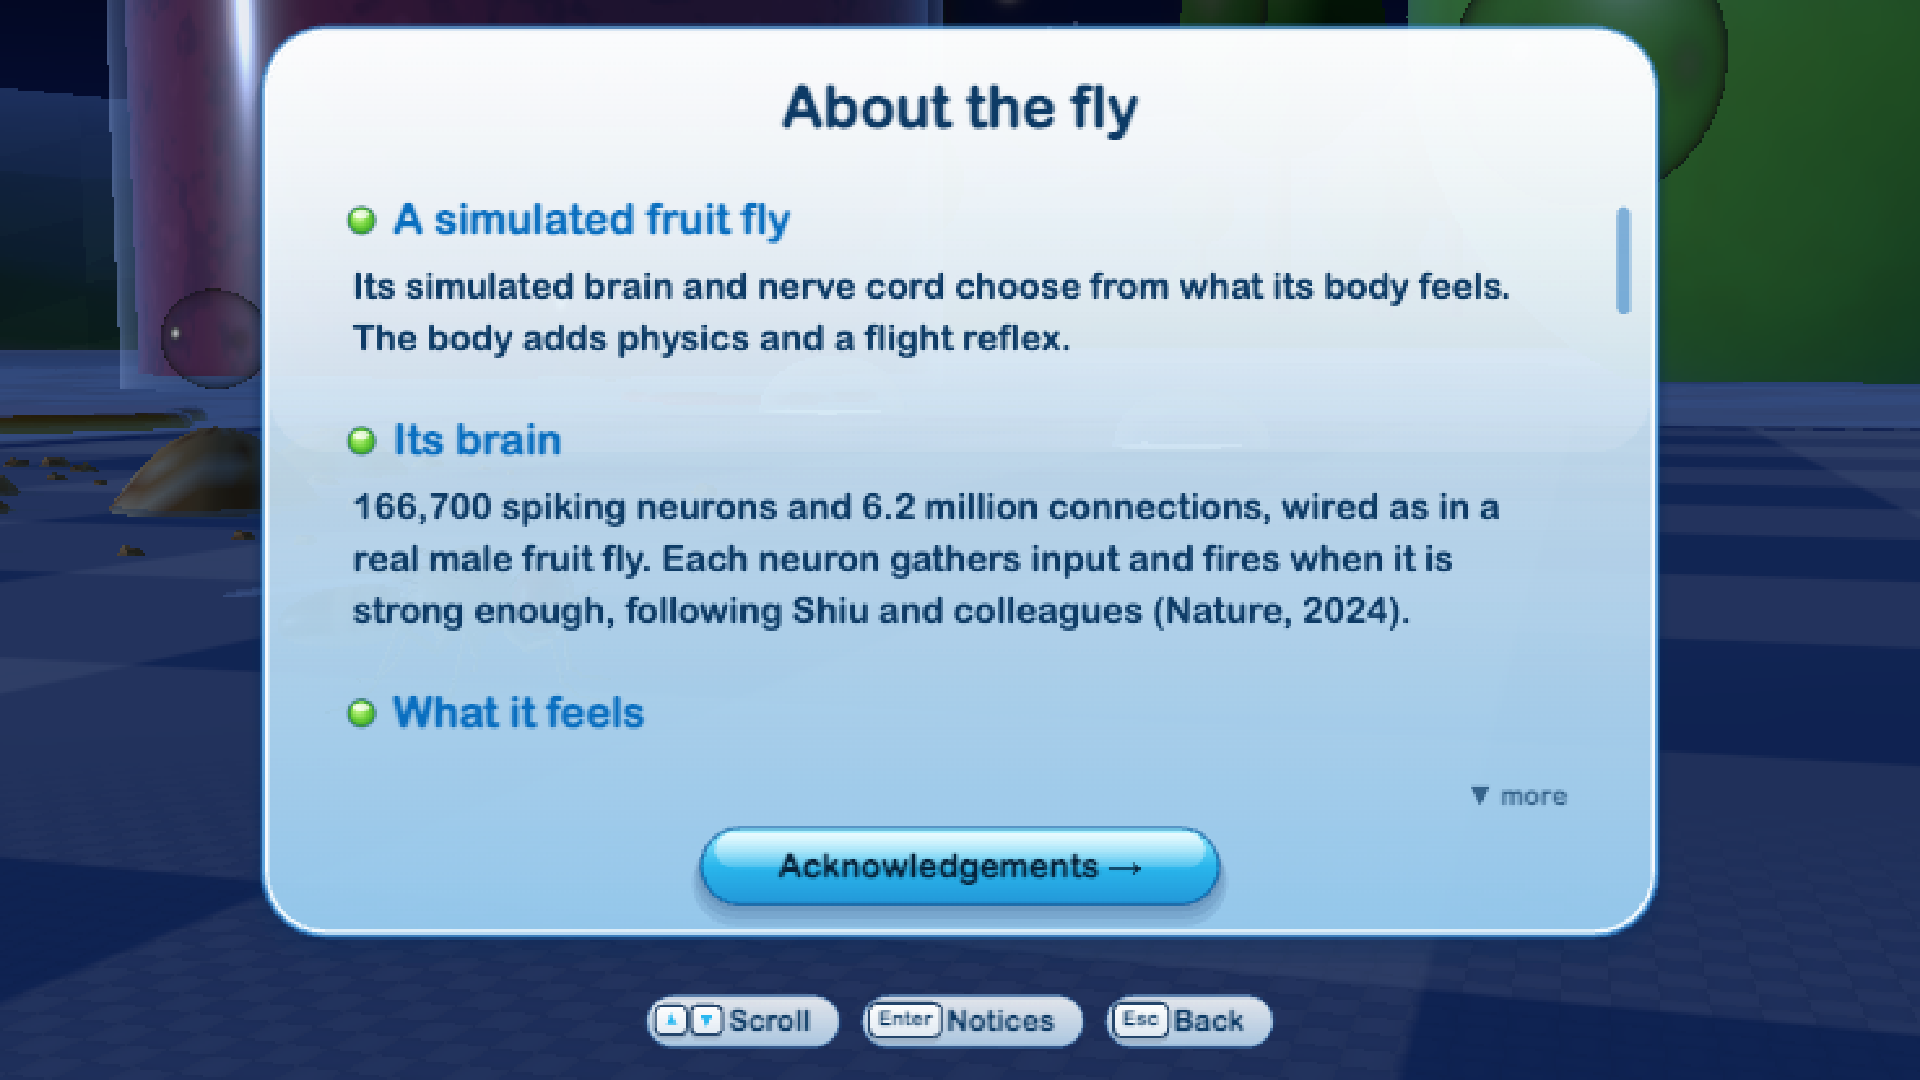 About the fly
A simulated fruit fly
Its simulated brain and nerve cord choose from what its body feels.
The body adds physics and a flight reflex.
Its brain
166,700 spiking neurons and 6.2 million connections, wired as in a
real male fruit fly. Each neuron gathers input and fires when it is
strong enough, following Shiu and colleagues (Nature, 2024).
What it feels
▼ more
Acknowledgements →
▲ ▼ Scroll
Enter Notices
Esc Back